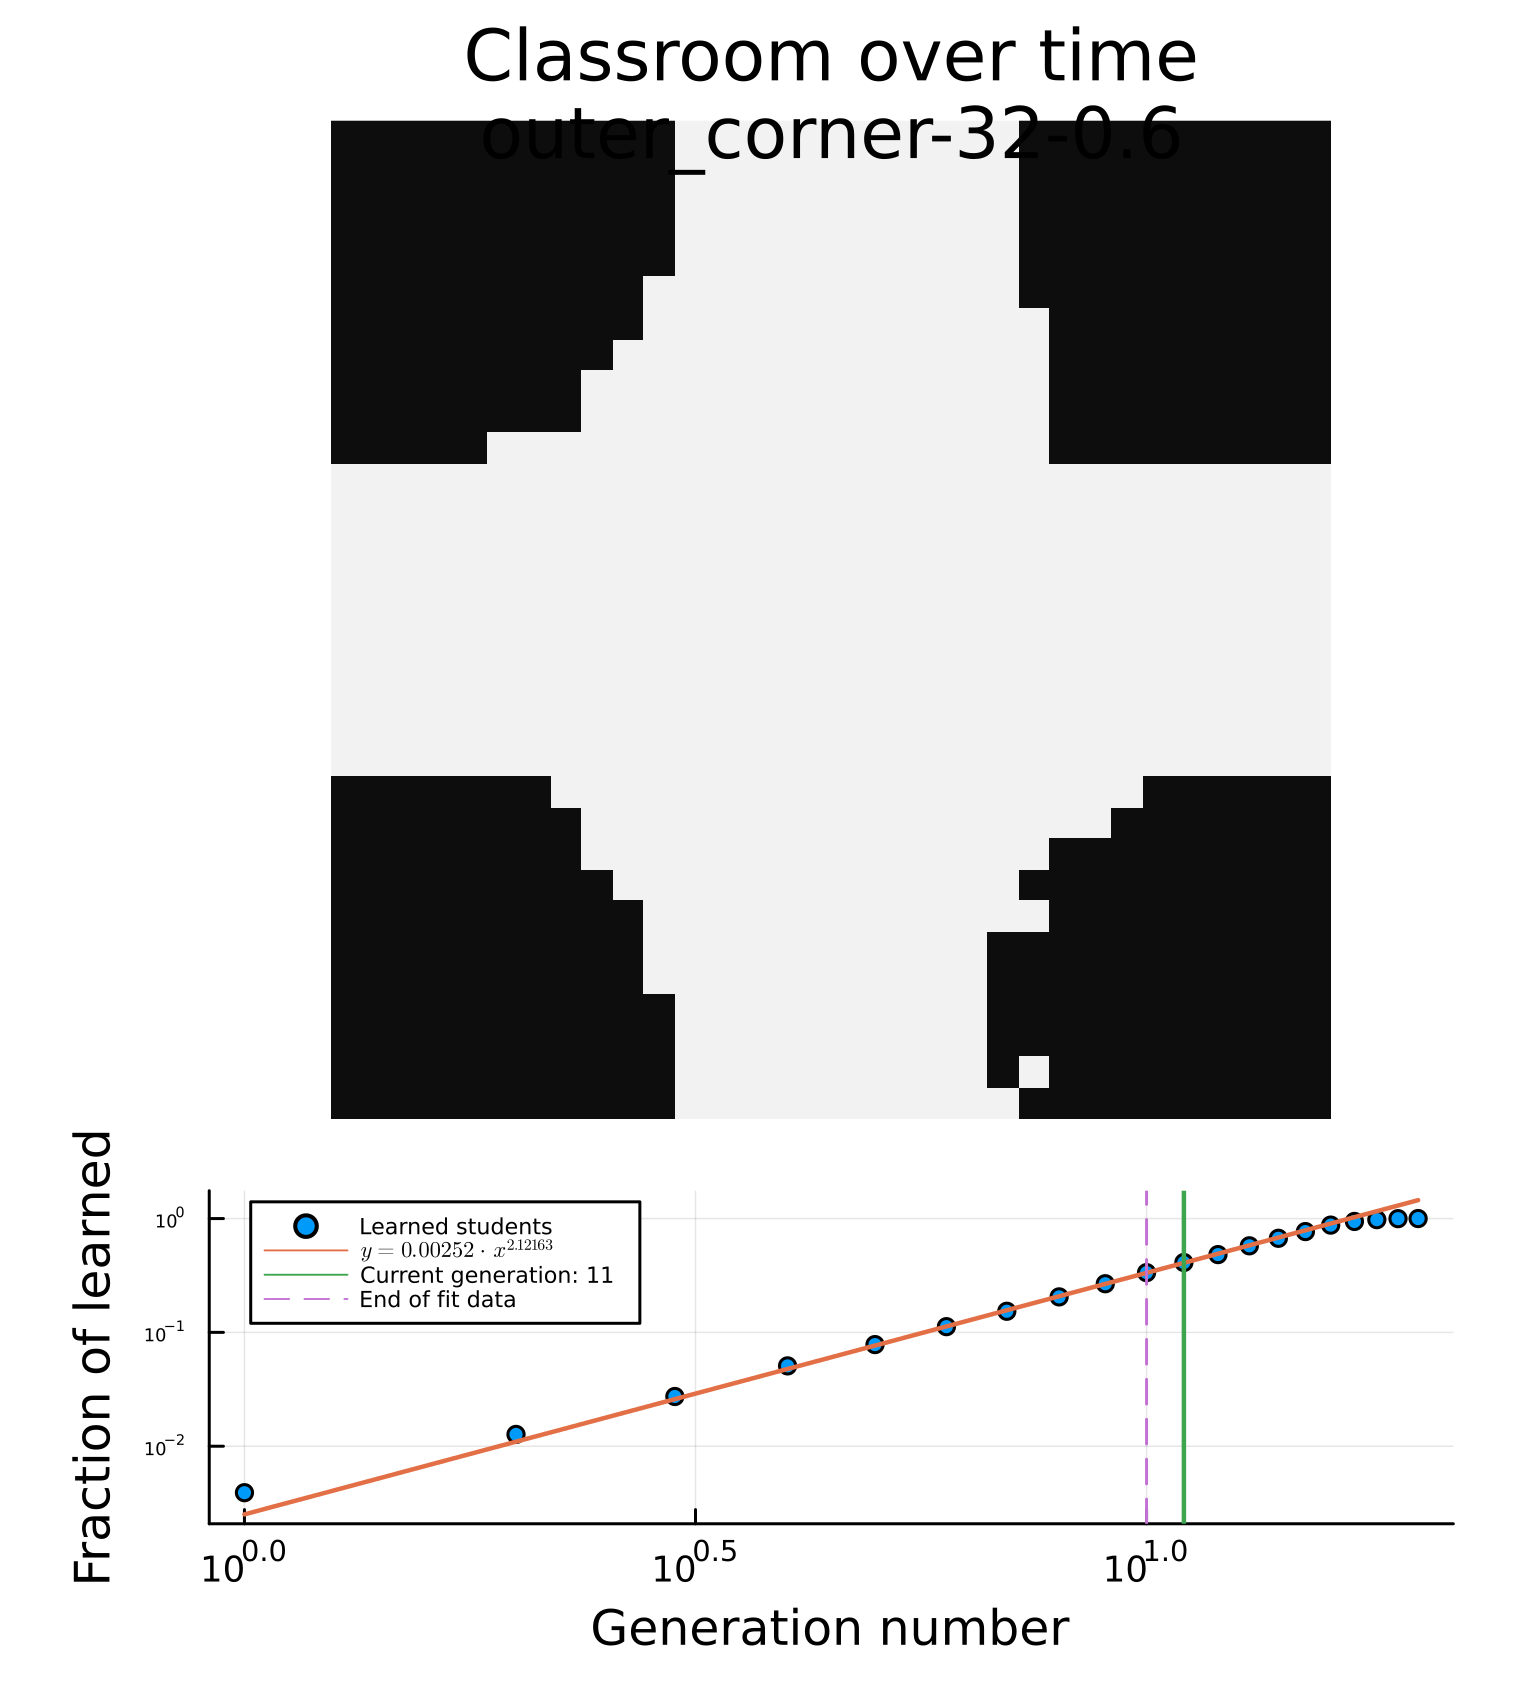 Classroom over time
outer_corner-32-0.6
Fraction of learned
10^0
10^-1
10^-2
Learned students
y = 0.00252 · x^2.12163
Current generation: 11
End of fit data
10^0.0
10^0.5
10^1.0
Generation number